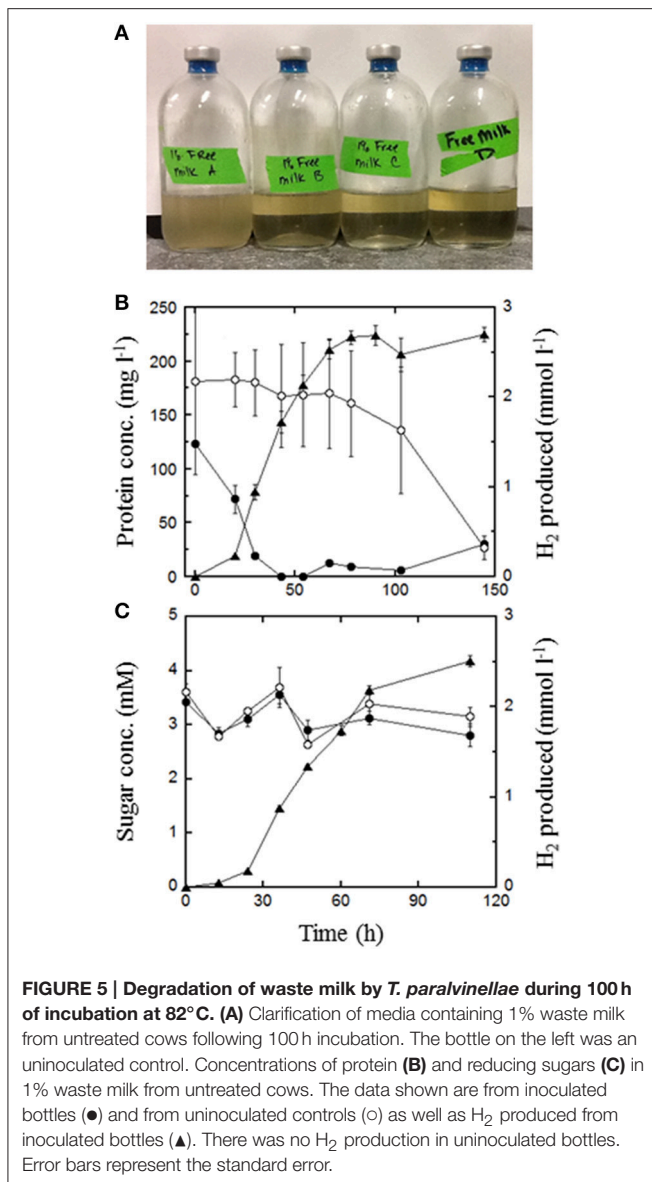 A
1% Free
milk A
1% Free
milk B
1% Free
milk C
Free Milk
D
B
Protein conc. (mg l-1)
250
200
150
100
75
50
25
0
0
50
100
150
3
2
1
0
H2 produced (mmol l-1)
C
Sugar conc. (mM)
5
4
3
2
1
0
0
30
60
90
120
3
2
1
0
H2 produced (mmol l-1)
Time (h)
FIGURE 5 | Degradation of waste milk by T. paralvinellae during 100 h
of incubation at 82°C. (A) Clarification of media containing 1% waste milk
from untreated cows following 100 h incubation. The bottle on the left was an
uninoculated control. Concentrations of protein (B) and reducing sugars (C) in
1% waste milk from untreated cows. The data shown are from inoculated
bottles (●) and from uninoculated controls (○) as well as H2 produced from
inoculated bottles (▲). There was no H2 production in uninoculated bottles.
Error bars represent the standard error.